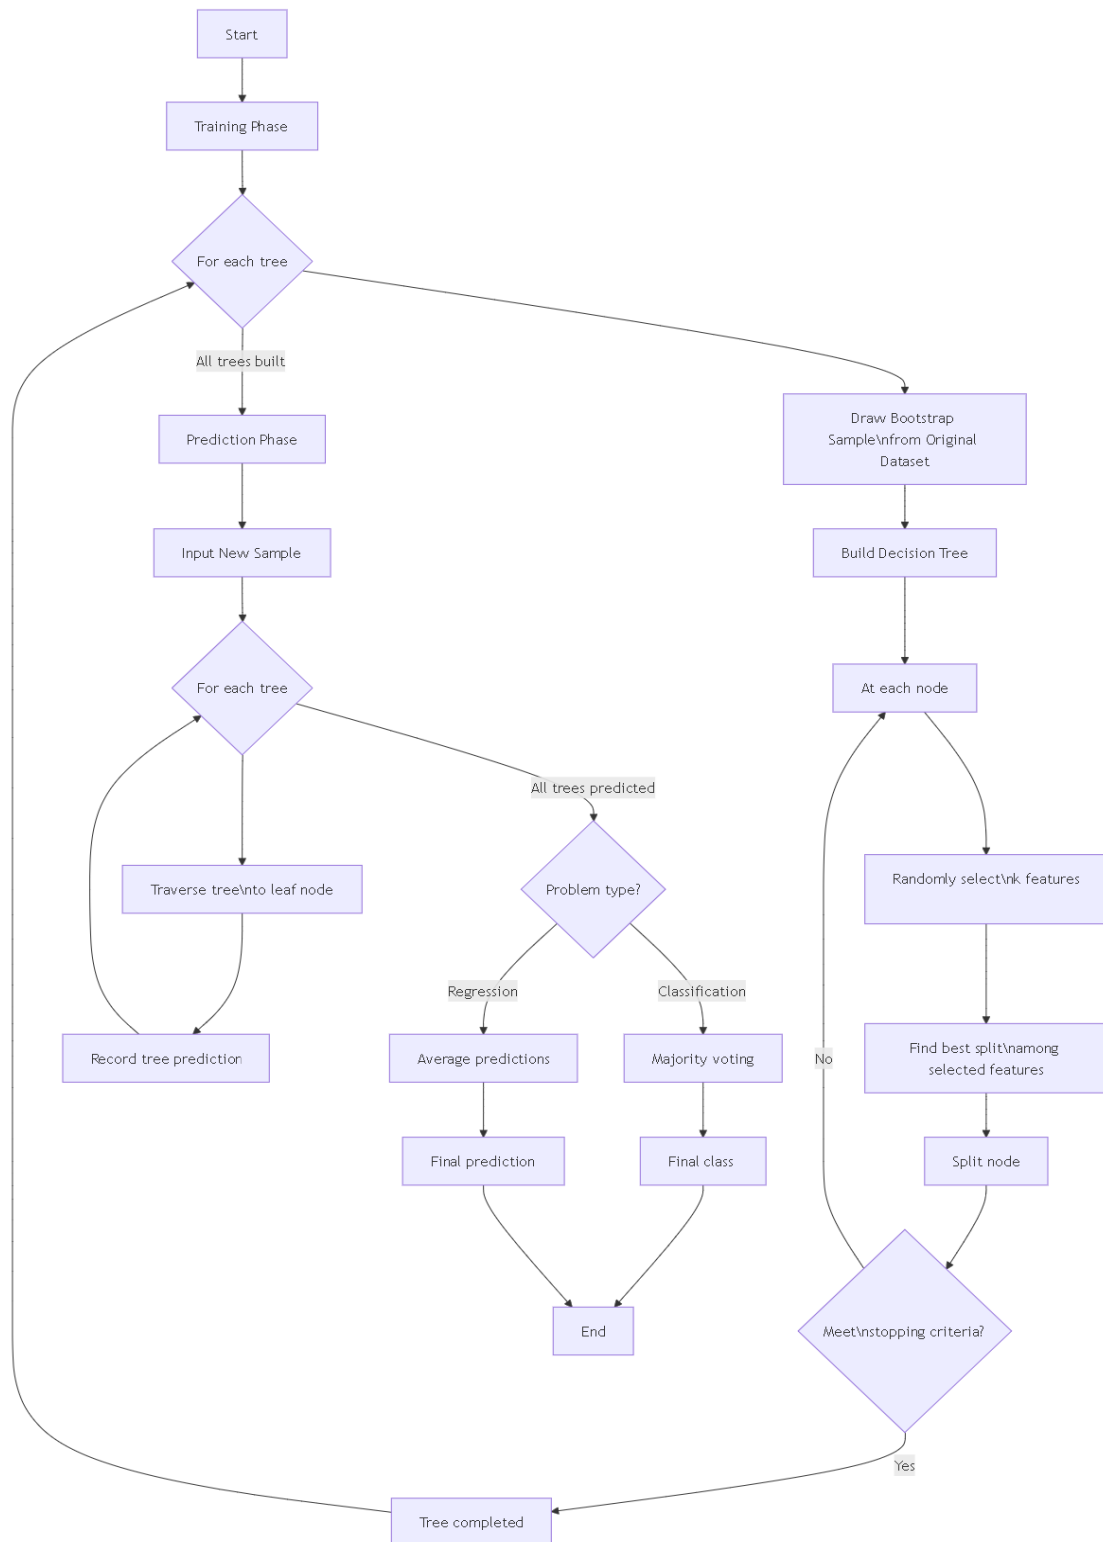 Start
Training Phase
For each tree
All trees built
Draw Bootstrap
Sample\nfrom Original
Dataset
Prediction Phase
Input New Sample
Build Decision Tree
For each tree
At each node
All trees predicted
Traverse tree\nto leaf node
Problem type?
Randomly select\nk features
Regression
Classification
Record tree prediction
Average predictions
Majority voting
No
Find best split\namong
selected features
Final prediction
Final class
Split node
End
Meet\nstopping criteria?
Yes
Tree completed